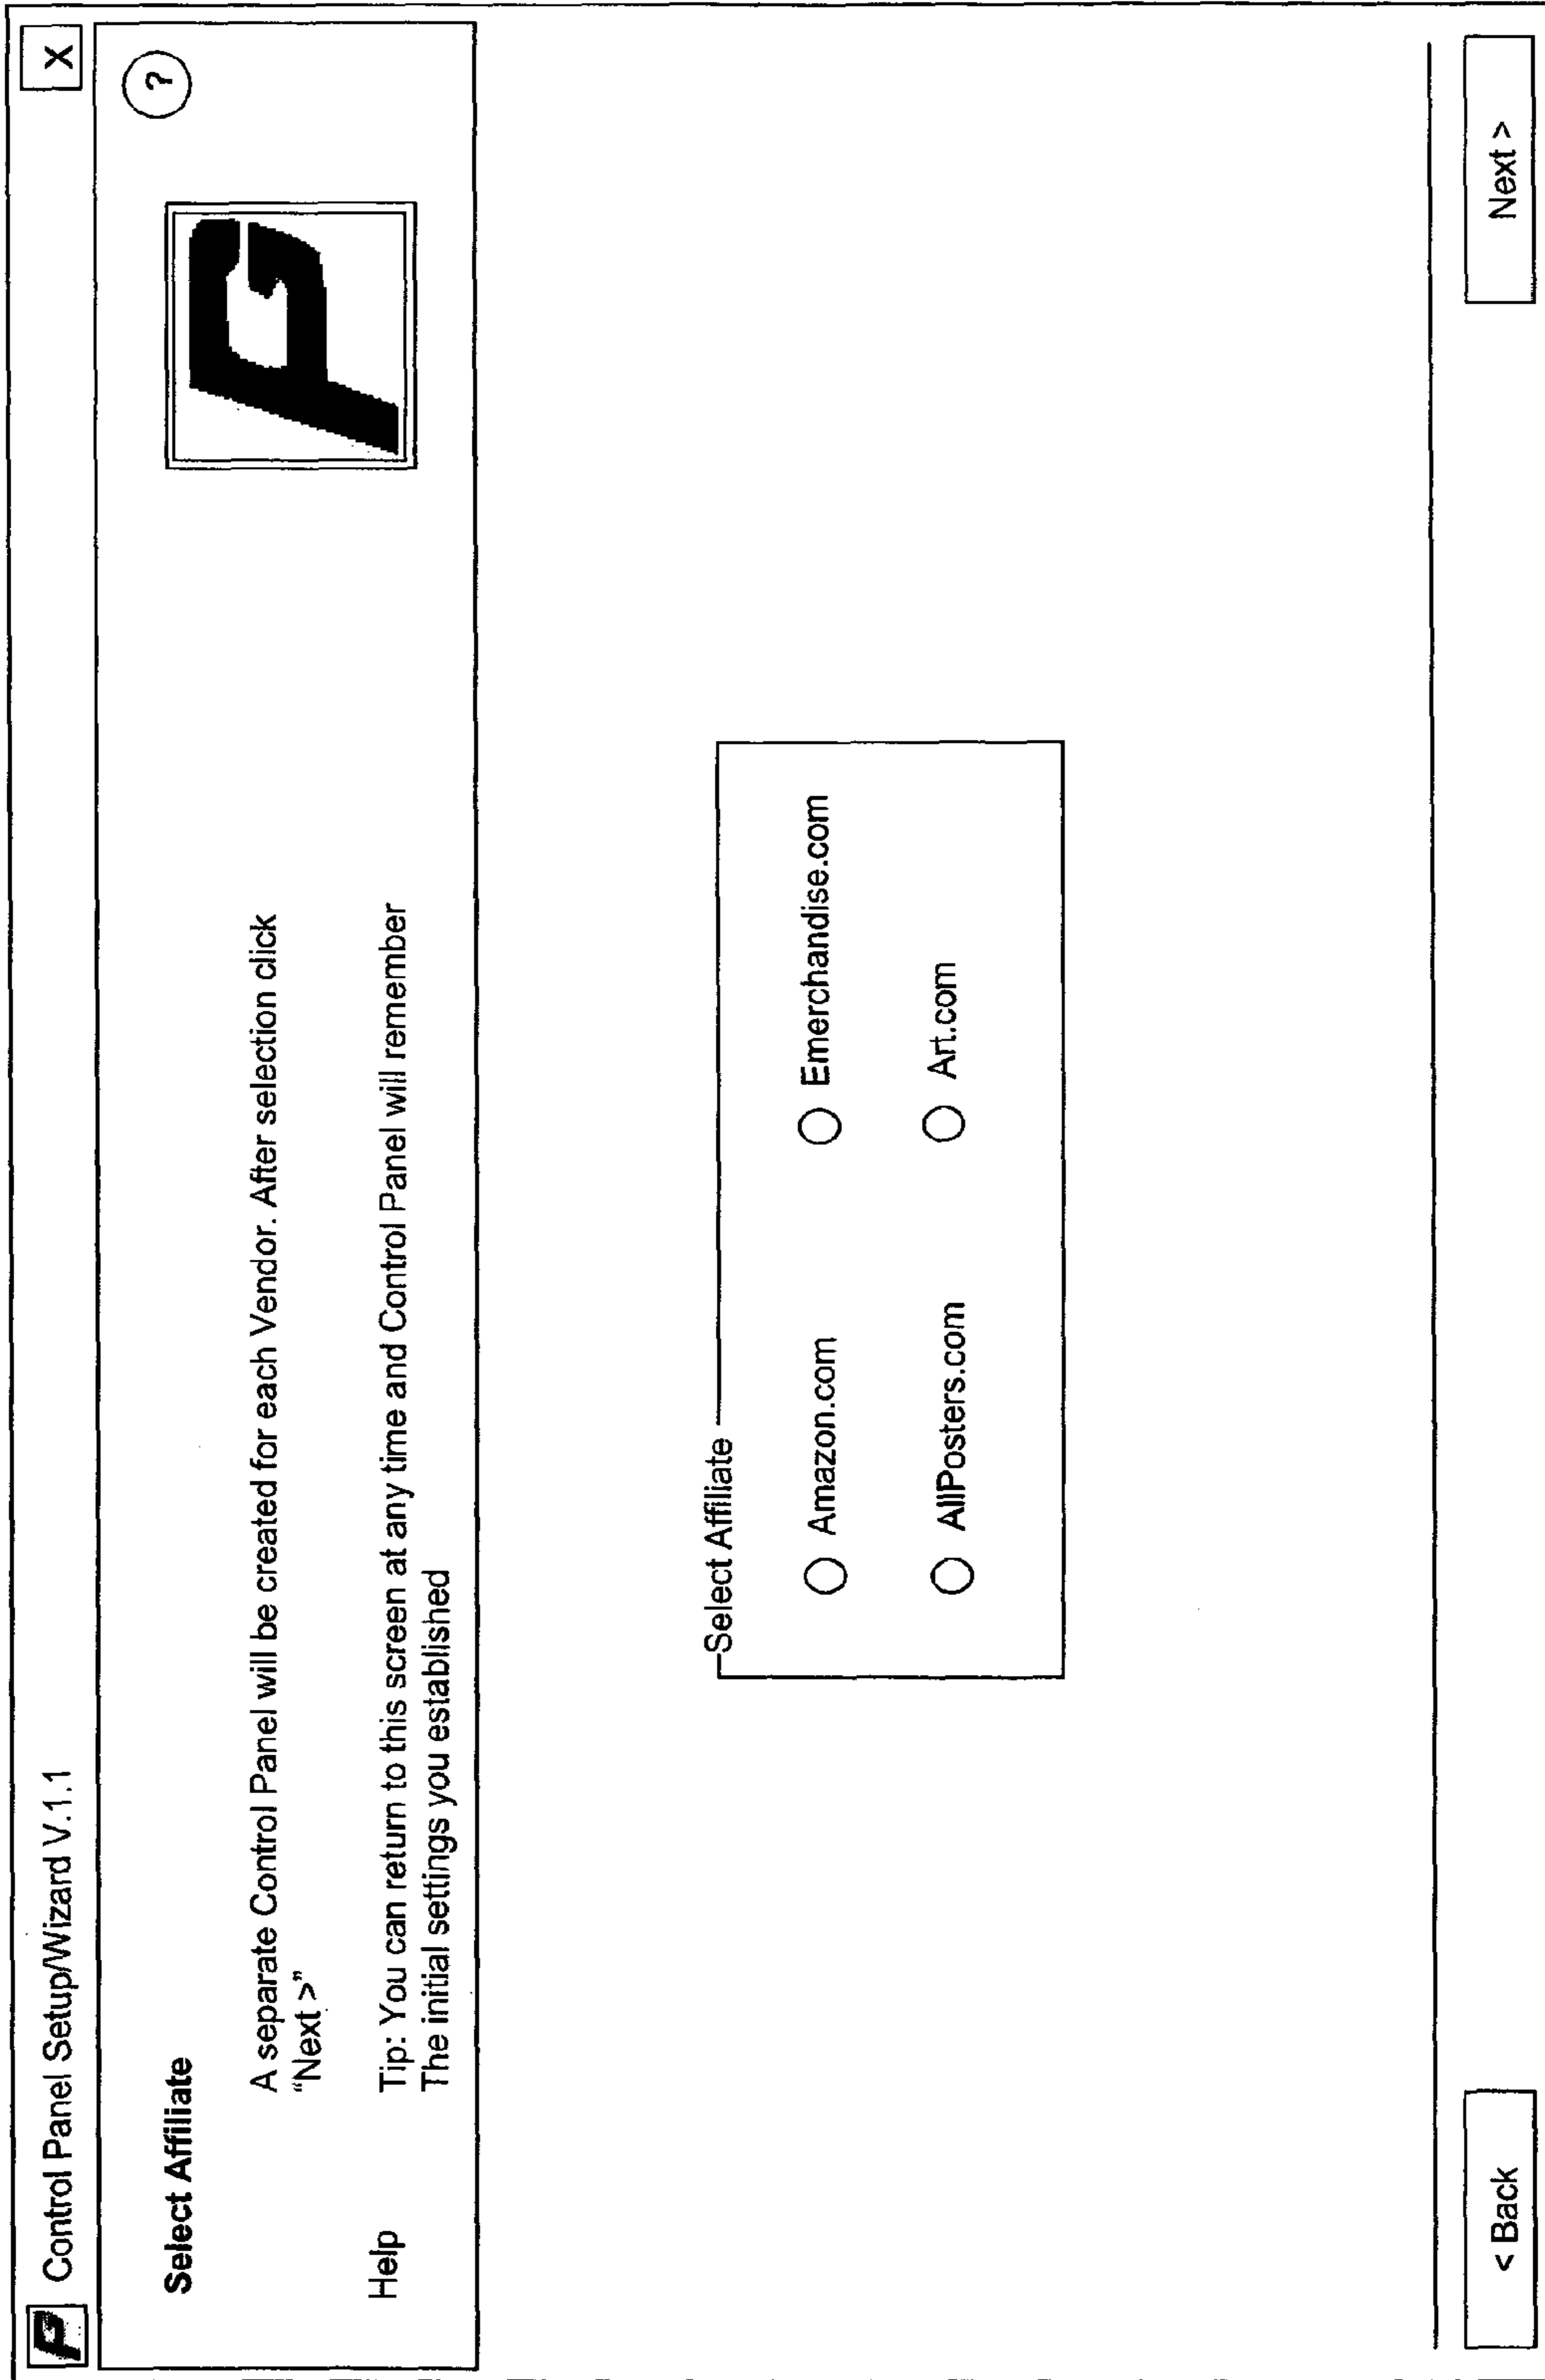 Control Panel Setup/Wizard V.1.1
X
Select Affiliate
?
A separate Control Panel will be created for each Vendor. After selection click
“Next >”
Help
Tip: You can return to this screen at any time and Control Panel will remember
The initial settings you established
Select Affiliate
Amazon.com
Emerchandise.com
AllPosters.com
Art.com
< Back
Next >